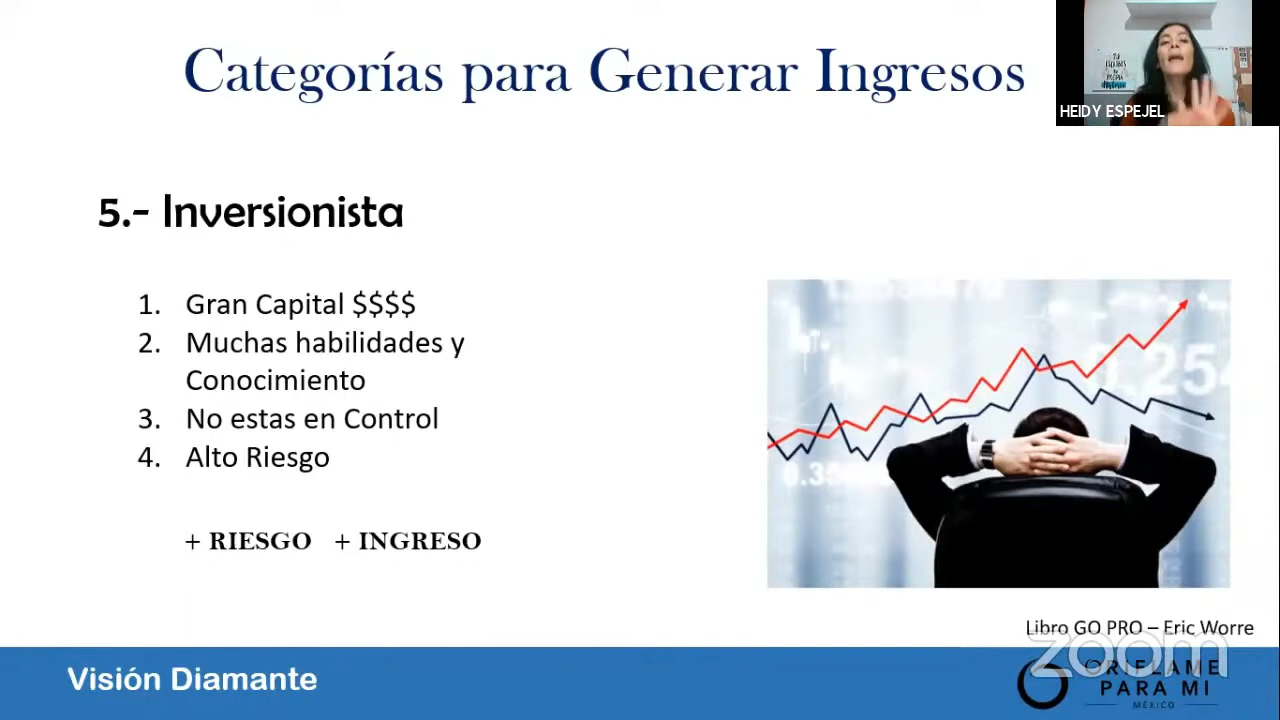 Categorías para Generar Ingresos
HEIDY ESPEJEL
5.- Inversionista
1. Gran Capital $$$$
2. Muchas habilidades y
Conocimiento
3. No estas en Control
4. Alto Riesgo
+ RIESGO + INGRESO
Libro GO PRO – Eric Worre
zoom
Visión Diamante
ORIFLAME
PARA MI
MÉXICO